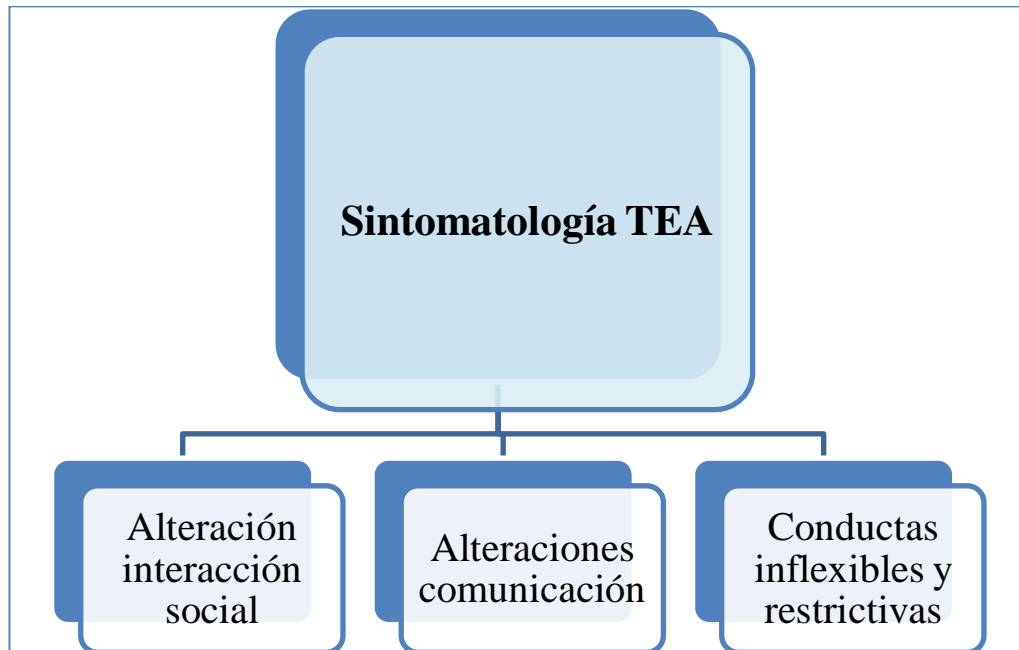 Sintomatología TEA
Alteración
interacción
social
Alteraciones
comunicación
Conductas
inflexibles y
restrictivas